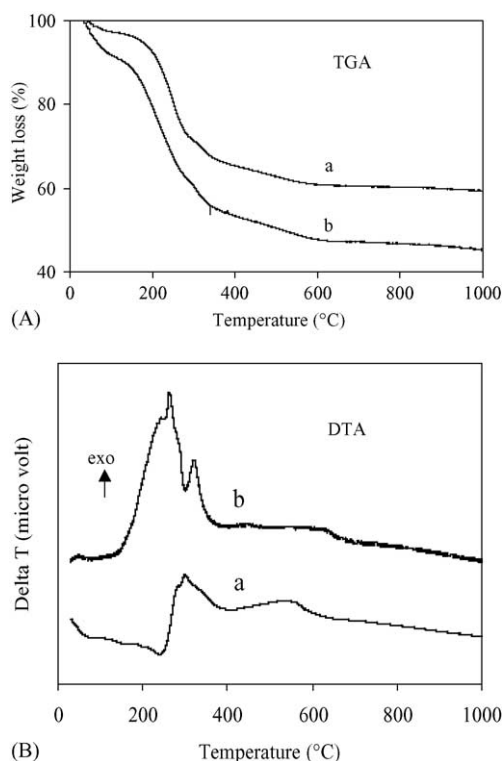 100
TGA
80
Weight loss (%)
a
60
b
40
0 200 400 600 800 1000
(A) Temperature (°C)
DTA
exo
b
Delta T (micro volt)
a
0 200 400 600 800 1000
(B) Temperature (°C)